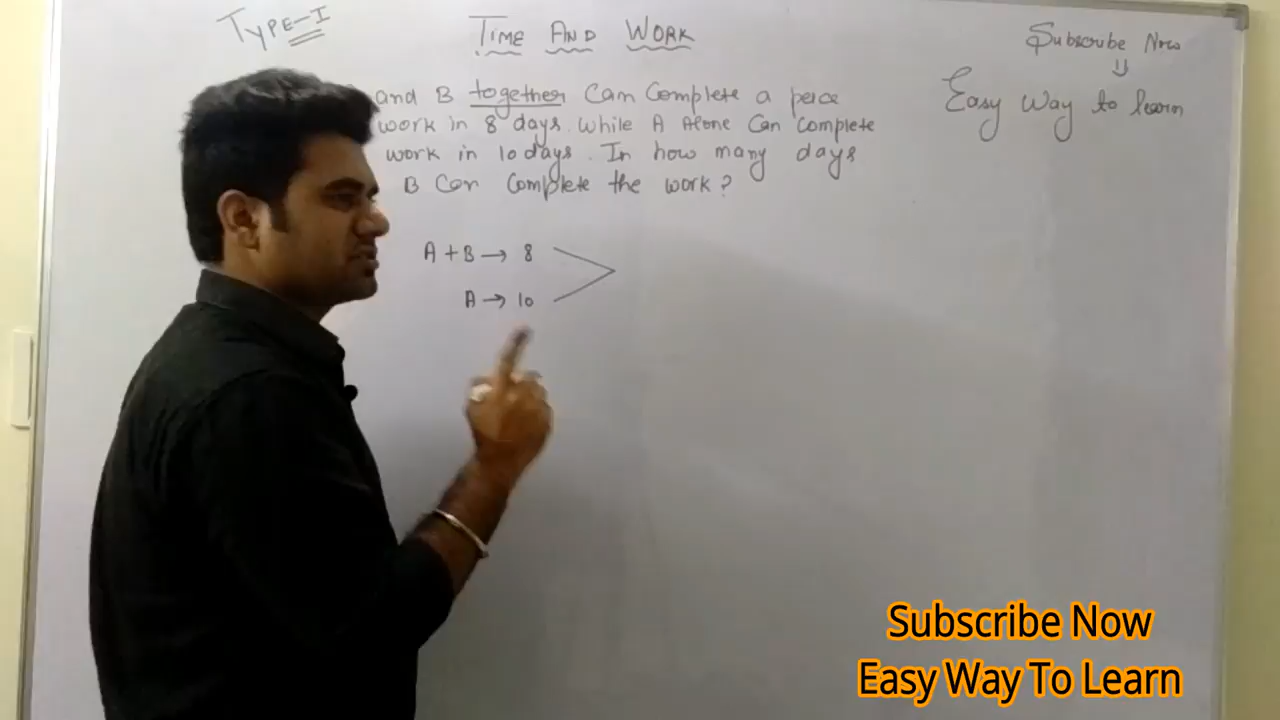 TYPE-I
TIME AND WORK
Subscribe Now
Easy Way to learn
and B together Can Complete a peice
work in 8 days. While A Alone Can Complete
work in 10 days. In how many days
B Can Complete the work?
A + B → 8
A → 10
Subscribe Now
Easy Way To Learn